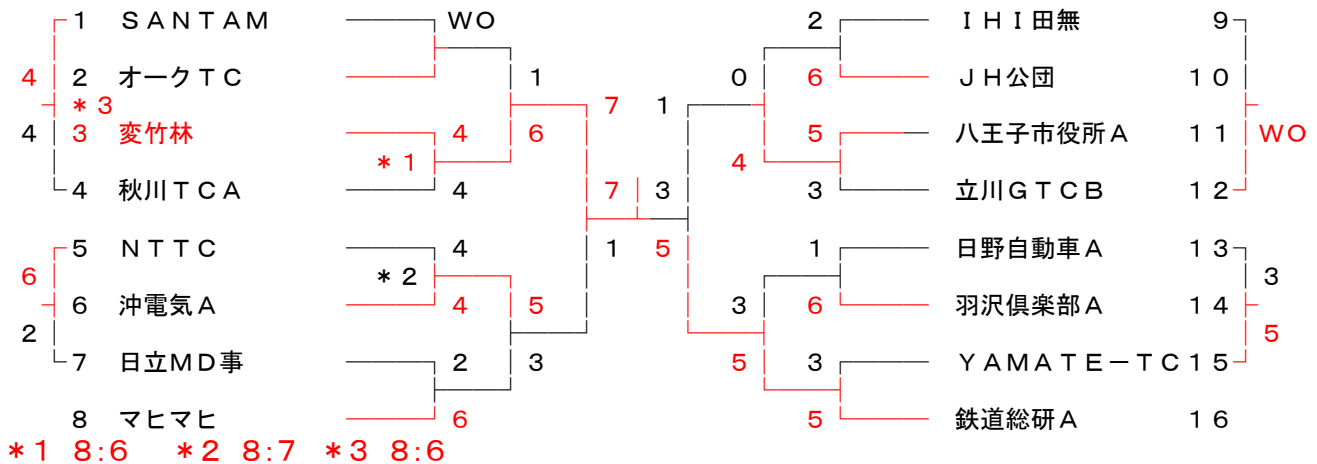 1 ＳＡＮＴＡＭ ＷＯ 2 ＩＨＩ田無 9
4 2 オークＴＣ 1 0 6 ＪＨ公団 １０
＊3 7 1
4 3 変竹林 4 6 5 八王子市役所Ａ １１ ＷＯ
＊1 4
4 秋川ＴＣＡ 4 7 3 3 立川ＧＴＣＢ １２
5 ＮＴＴＣ 4 1 5 1 日野自動車Ａ １３
6 ＊2 3
6 沖電気Ａ 4 5 3 6 羽沢倶楽部Ａ １４
2 5
7 日立ＭＤ事 2 3 5 3 ＹＡＭＡＴＥ－ＴＣ １５
8 マヒマヒ 6 5 鉄道総研Ａ １６
＊1 8:6 ＊2 8:7 ＊3 8:6